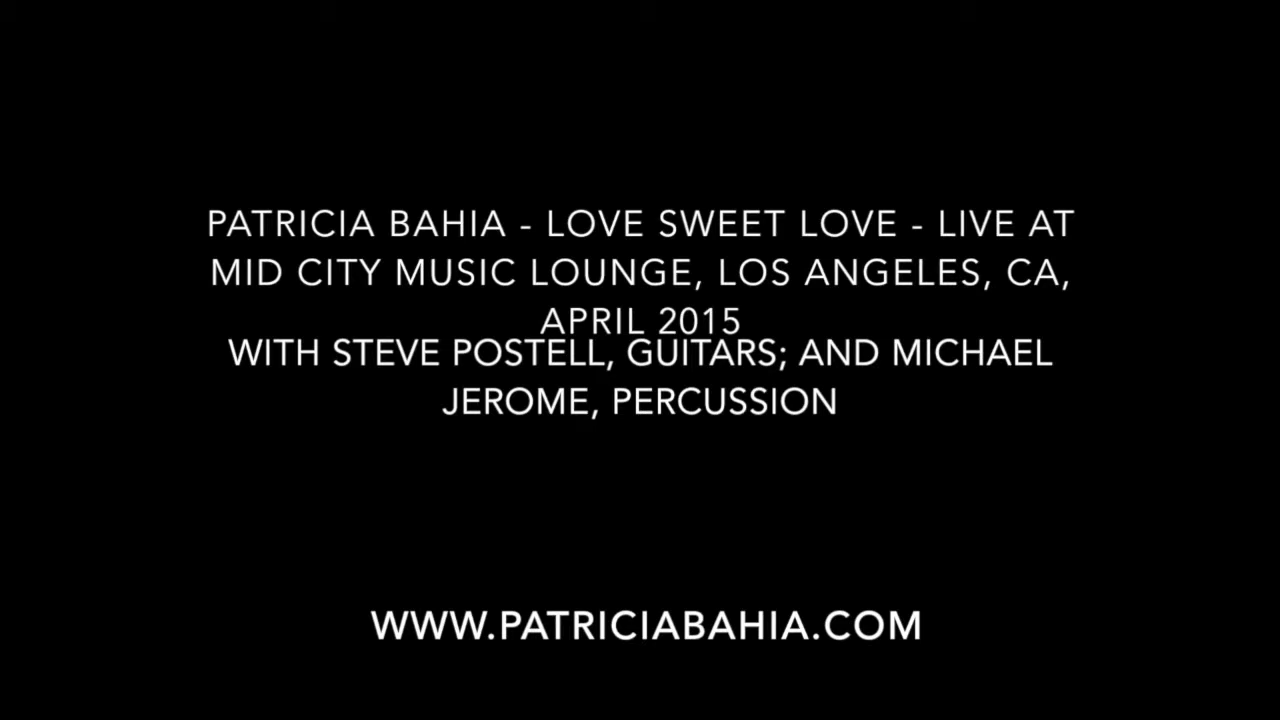 PATRICIA BAHIA - LOVE SWEET LOVE - LIVE AT
MID CITY MUSIC LOUNGE, LOS ANGELES, CA,
APRIL 2015
WITH STEVE POSTELL, GUITARS; AND MICHAEL
JEROME, PERCUSSION
WWW.PATRICIABAHIA.COM